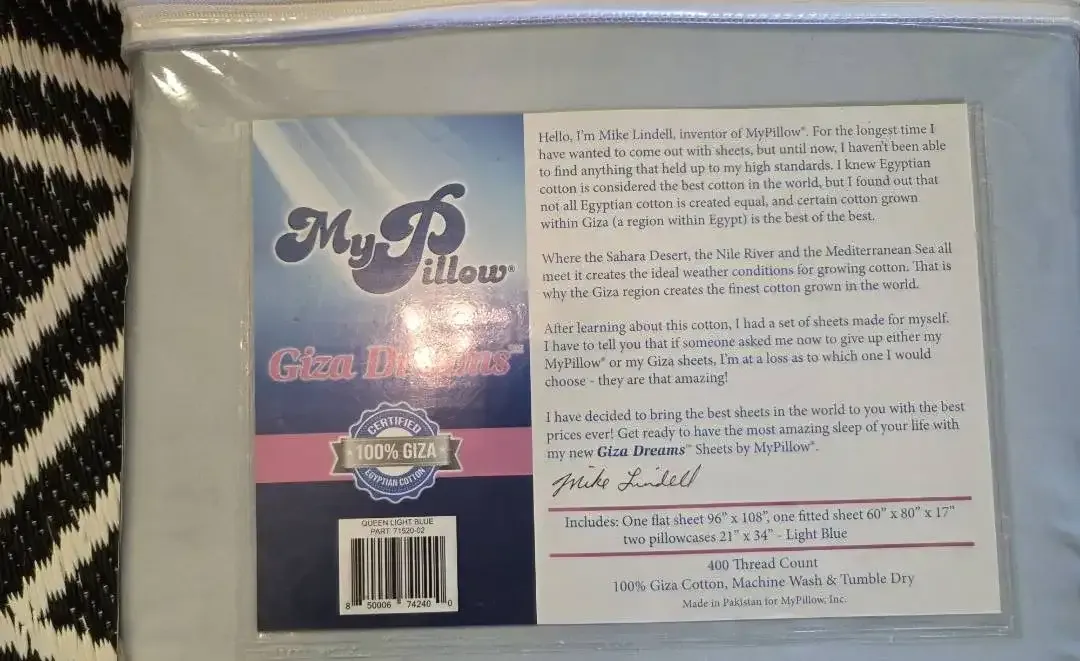 MyPillow®
Giza Dreams™
CERTIFIED
100% GIZA
EGYPTIAN COTTON
QUEEN LIGHT BLUE
PART 71520-02
8 50006 74240 0
Hello, I'm Mike Lindell, inventor of MyPillow®. For the longest time I
have wanted to come out with sheets, but until now, I haven't been able
to find anything that held up to my high standards. I knew Egyptian
cotton is considered the best cotton in the world, but I found out that
not all Egyptian cotton is created equal, and certain cotton grown
within Giza (a region within Egypt) is the best of the best.
Where the Sahara Desert, the Nile River and the Mediterranean Sea all
meet it creates the ideal weather conditions for growing cotton. That is
why the Giza region creates the finest cotton grown in the world.
After learning about this cotton, I had a set of sheets made for myself.
I have to tell you that if someone asked me now to give up either my
MyPillow® or my Giza sheets, I'm at a loss as to which one I would
choose - they are that amazing!
I have decided to bring the best sheets in the world to you with the best
prices ever! Get ready to have the most amazing sleep of your life with
my new Giza Dreams™ Sheets by MyPillow®.
Mike Lindell
Includes: One flat sheet 96" x 108", one fitted sheet 60" x 80" x 17"
two pillowcases 21" x 34" - Light Blue
400 Thread Count
100% Giza Cotton, Machine Wash & Tumble Dry
Made in Pakistan for MyPillow, Inc.